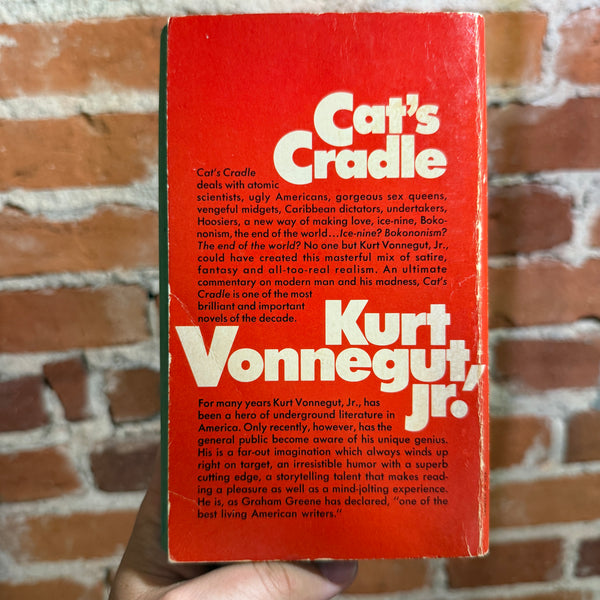 Cat's
Cradle
Cat's Cradle
deals with atomic
scientists, ugly Americans, gorgeous sex queens,
vengeful midgets, Caribbean dictators, undertakers,
Hoosiers, a new way of making love, ice-nine, Boko-
nonism, the end of the world...Ice-nine? Bokononism?
The end of the world? No one but Kurt Vonnegut, Jr.,
could have created this masterful mix of satire,
fantasy and all-too-real realism. An ultimate
commentary on modern man and his madness, Cat's
Cradle is one of the most
brilliant and important
novels of the decade.
Kurt
Vonnegut,
Jr.!
For many years Kurt Vonnegut, Jr., has
been a hero of underground literature in
America. Only recently, however, has the
general public become aware of his unique genius.
His is a far-out imagination which always winds up
right on target, an irresistible humor with a superb
cutting edge, a storytelling talent that makes read-
ing a pleasure as well as a mind-jolting experience.
He is, as Graham Greene has declared, "one of the
best living American writers."